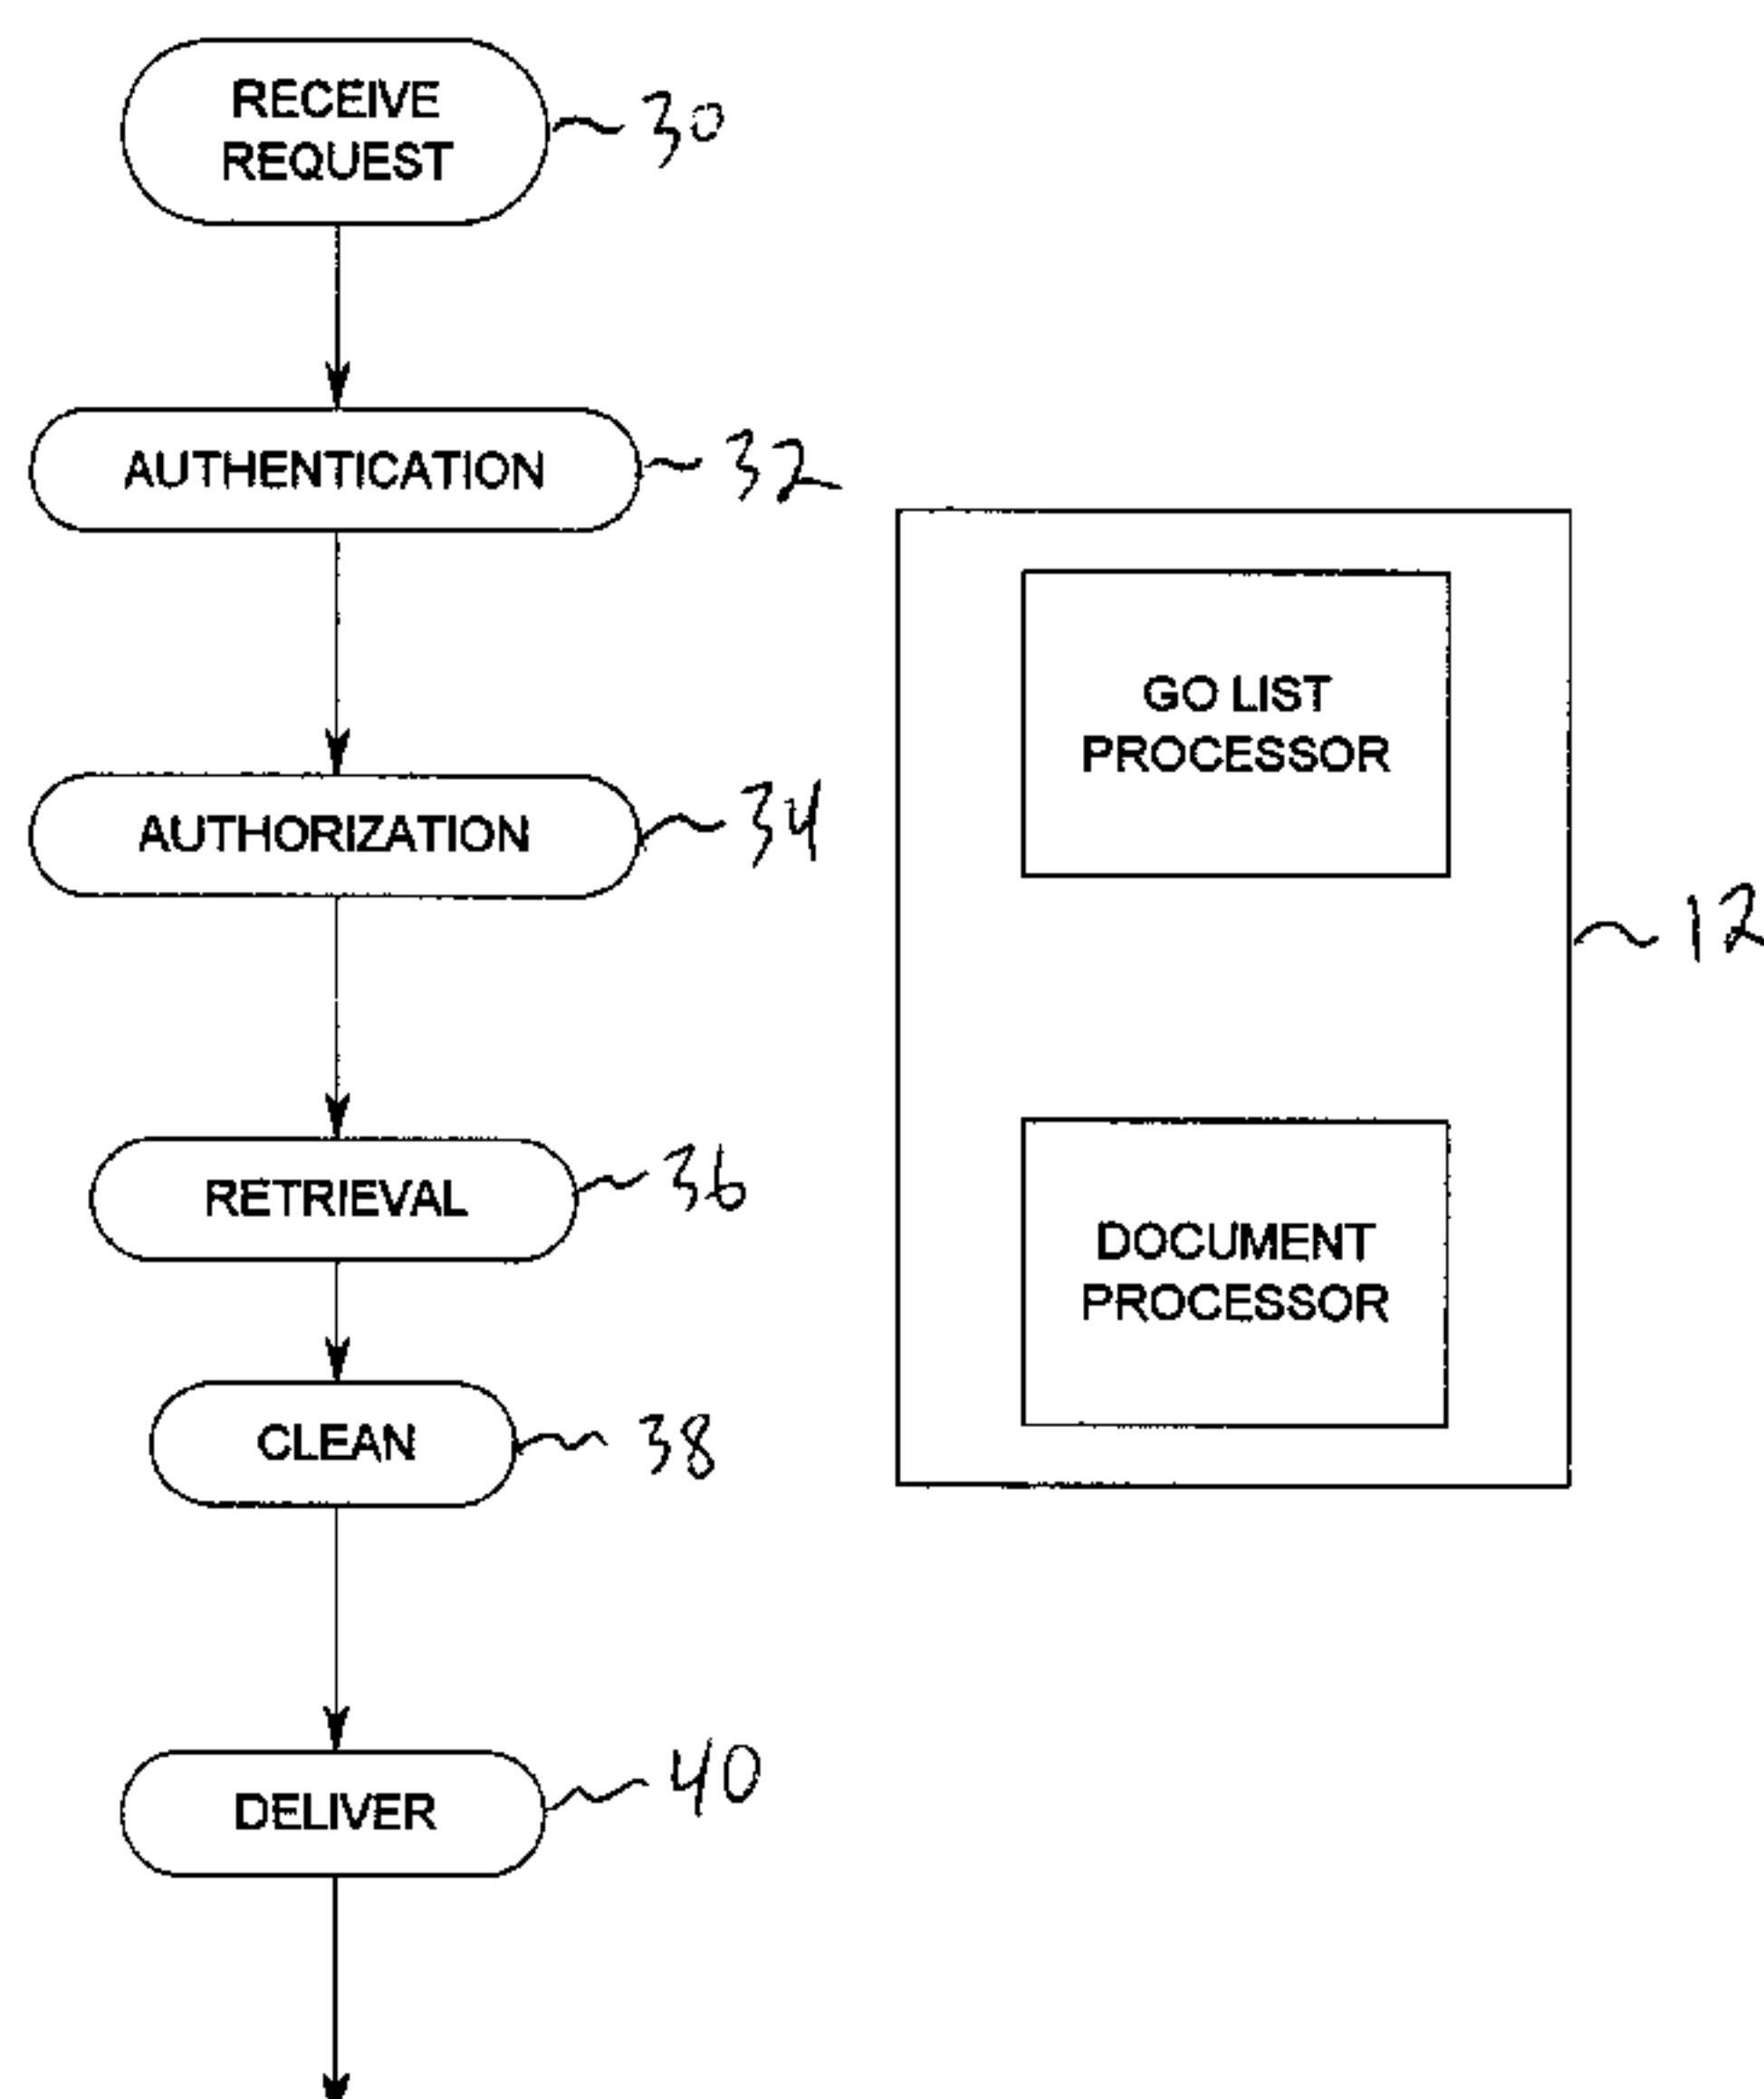 RECEIVE
REQUEST
30
AUTHENTICATION
32
AUTHORIZATION
34
RETRIEVAL
36
CLEAN
38
DELIVER
40
GO LIST
PROCESSOR
DOCUMENT
PROCESSOR
12